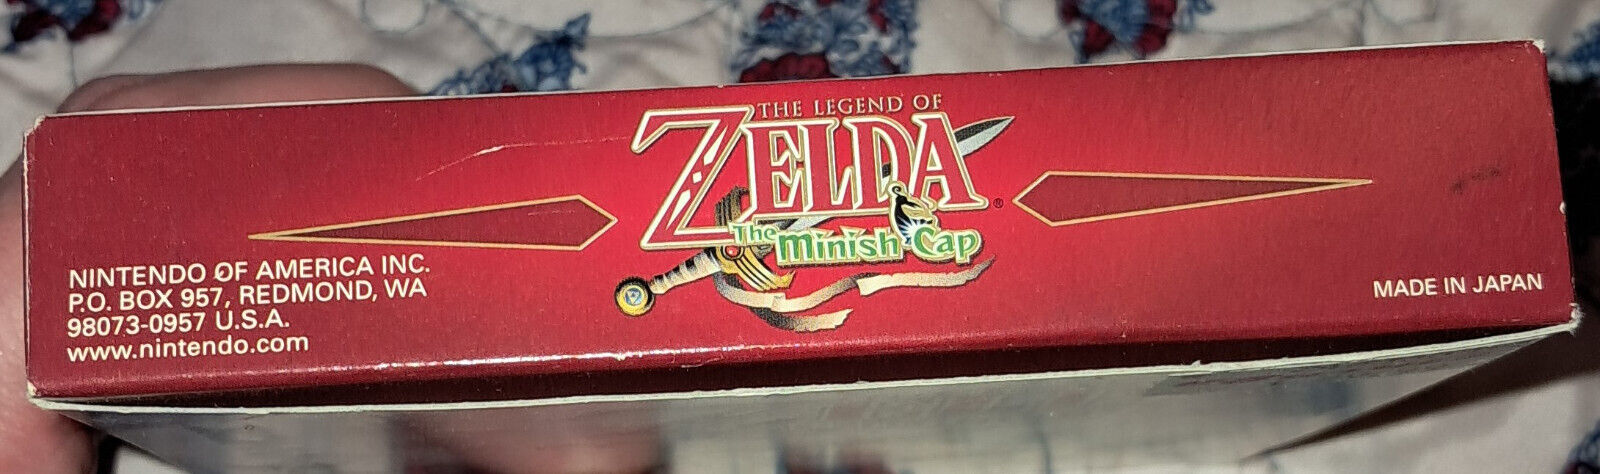 THE LEGEND OF
ZELDA®
The Minish Cap
NINTENDO OF AMERICA INC.
P.O. BOX 957, REDMOND, WA
98073-0957 U.S.A.
www.nintendo.com
MADE IN JAPAN